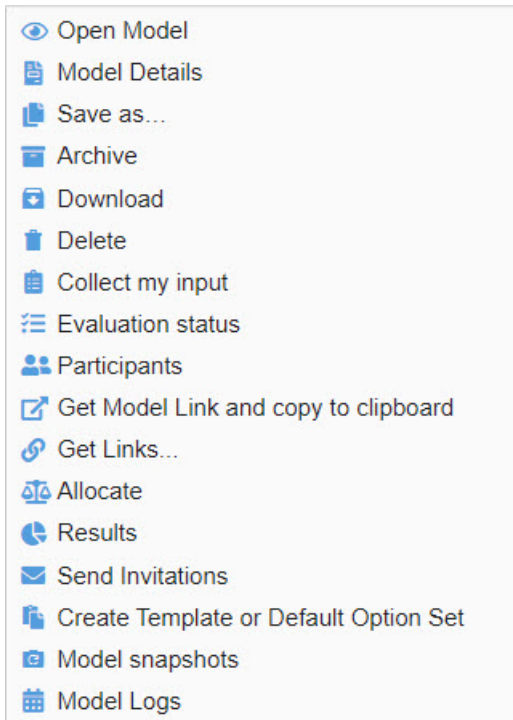 Open Model
Model Details
Save as...
Archive
Download
Delete
Collect my input
Evaluation status
Participants
Get Model Link and copy to clipboard
Get Links...
Allocate
Results
Send Invitations
Create Template or Default Option Set
Model snapshots
Model Logs